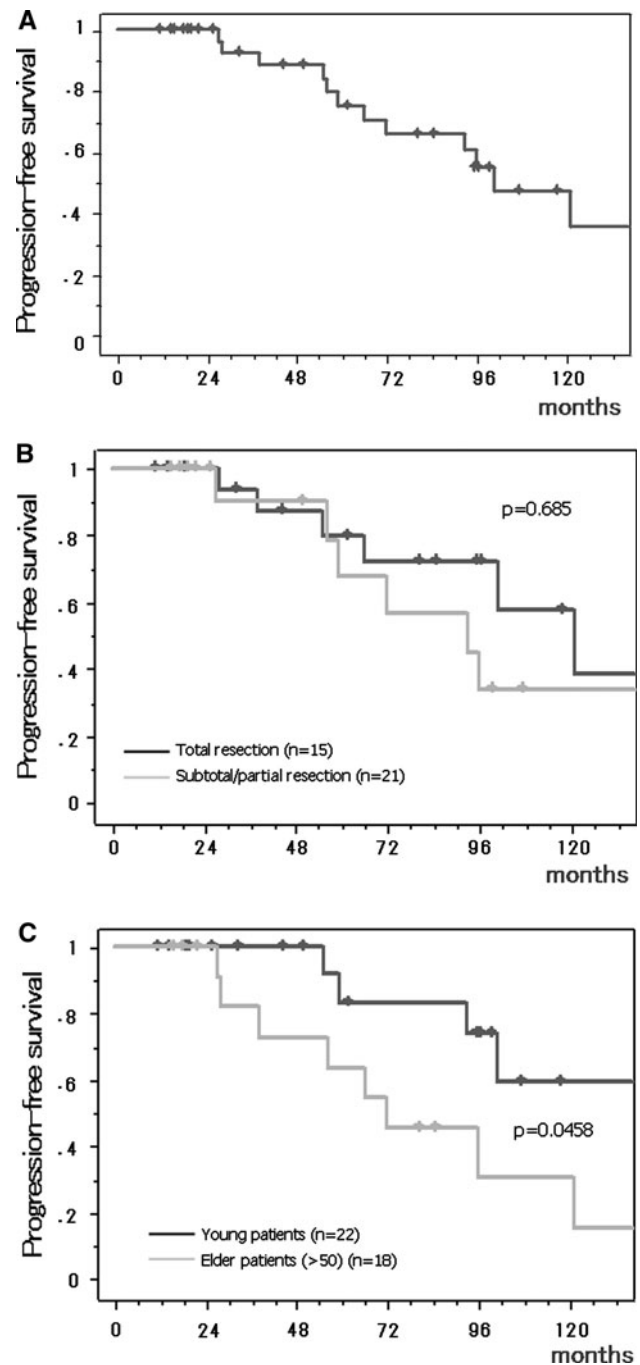 A
Progression-free survival
1
.8
.6
.4
.2
0
0 24 48 72 96 120
months
B
Progression-free survival
1
.8
.6
.4
.2
0
p=0.685
Total resection (n=15)
Subtotal/partial resection (n=21)
0 24 48 72 96 120
months
C
Progression-free survival
1
.8
.6
.4
.2
0
p=0.0458
Young patients (n=22)
Elder patients (>50) (n=18)
0 24 48 72 96 120
months